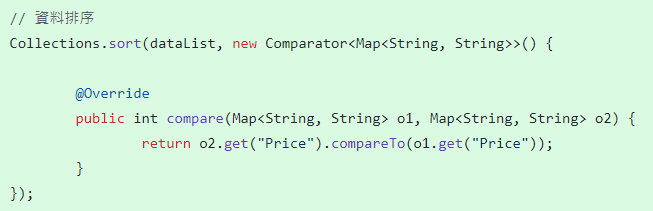 // 資料排序
Collections.sort(dataList, new Comparator<Map<String, String>>() {
@Override
public int compare(Map<String, String> o1, Map<String, String> o2) {
return o2.get("Price").compareTo(o1.get("Price"));
}
});